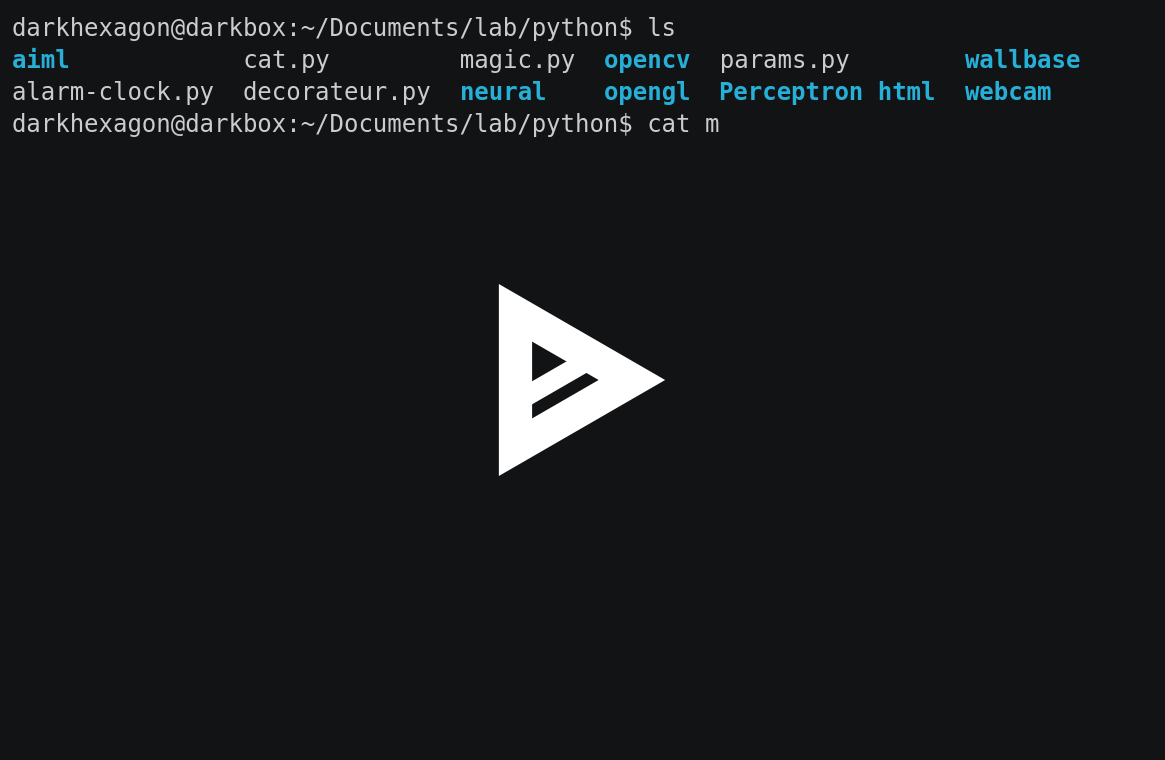 darkhexagon@darkbox:~/Documents/lab/python$ ls
aiml            cat.py         magic.py  opencv  params.py        wallbase
alarm-clock.py  decorateur.py  neural    opengl  Perceptron html  webcam
darkhexagon@darkbox:~/Documents/lab/python$ cat m